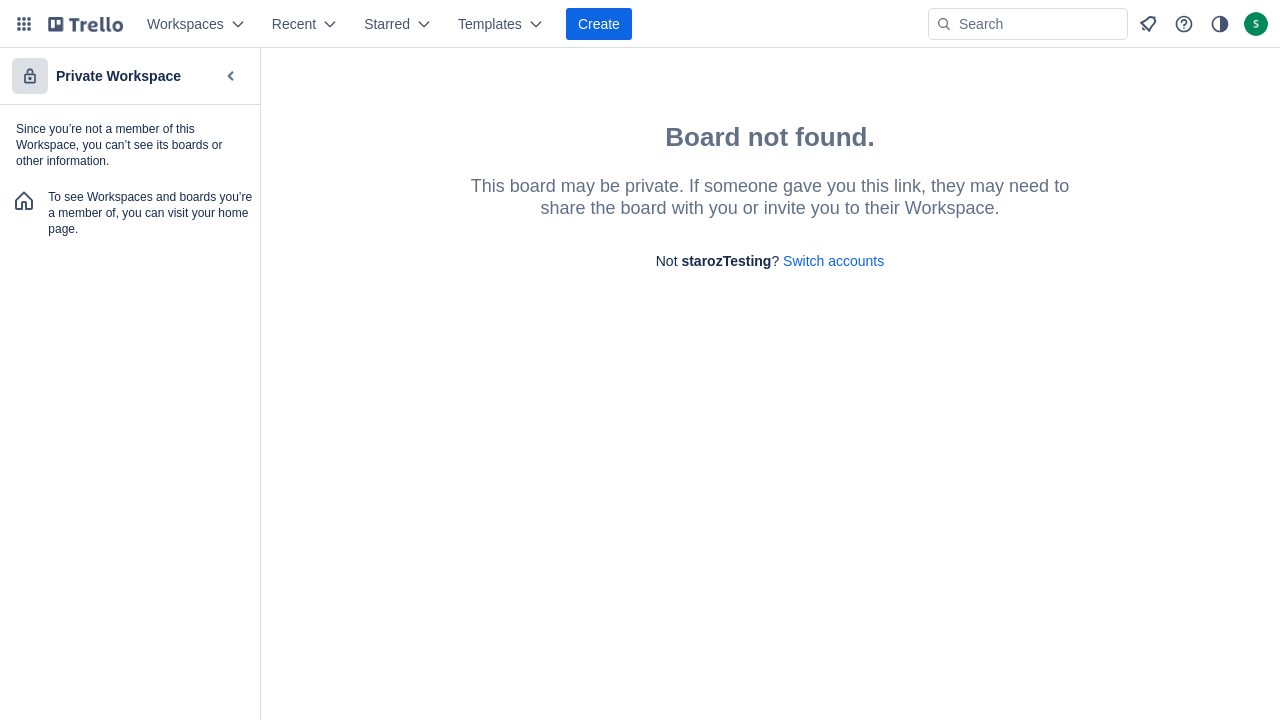 Trello
Workspaces
Recent
Starred
Templates
Create
Search
S
Private Workspace
Since you’re not a member of this
Workspace, you can’t see its boards or
other information.
To see Workspaces and boards you’re
a member of, you can visit your home
page.
Board not found.
This board may be private. If someone gave you this link, they may need to
share the board with you or invite you to their Workspace.
Not starozTesting? Switch accounts